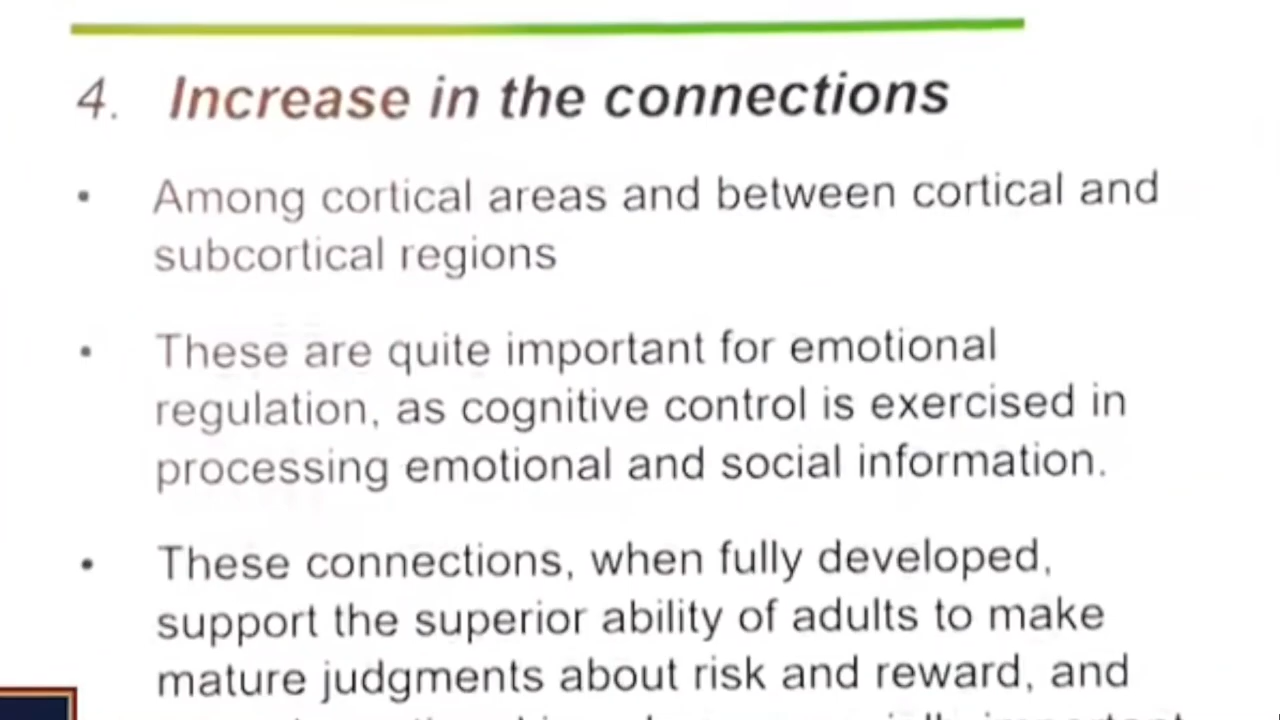 4. Increase in the connections
• Among cortical areas and between cortical and
subcortical regions
• These are quite important for emotional
regulation, as cognitive control is exercised in
processing emotional and social information.
• These connections, when fully developed,
support the superior ability of adults to make
mature judgments about risk and reward, and